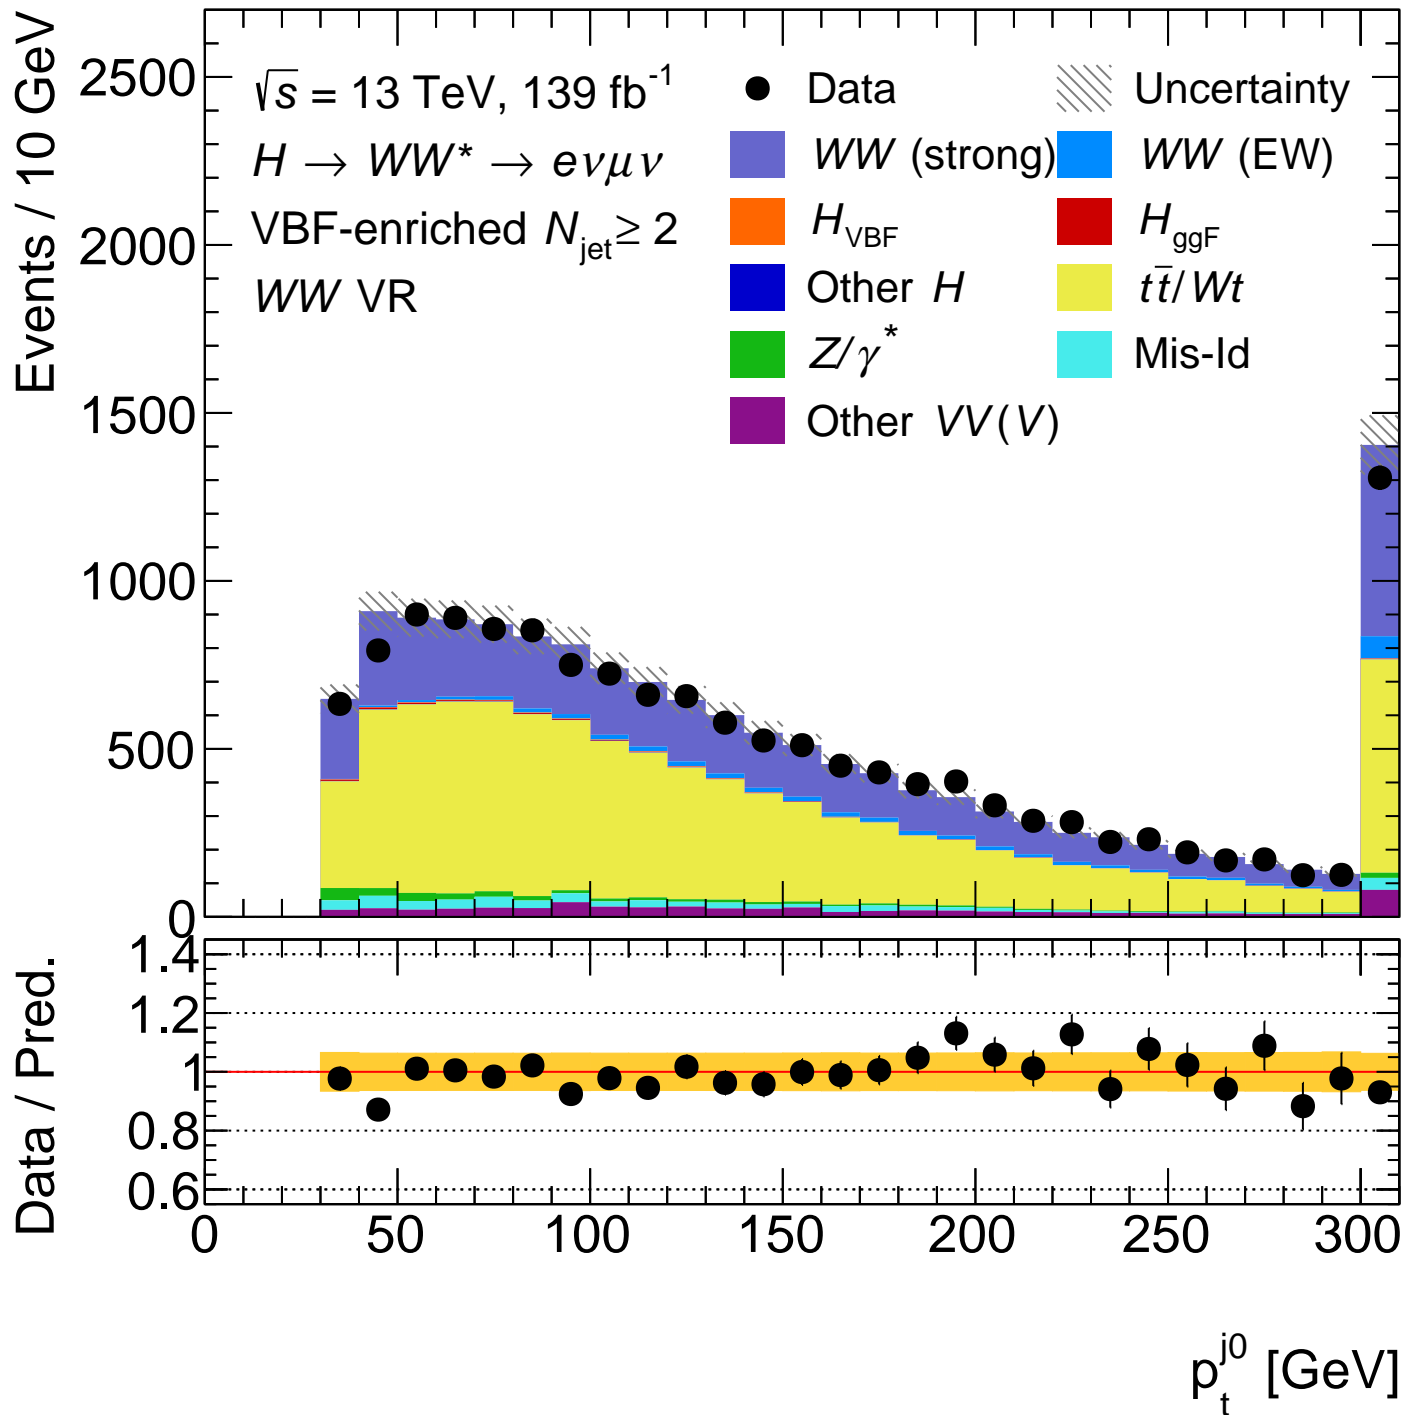 Events / 10 GeV
2500
2000
1500
1000
500
0
√s = 13 TeV, 139 fb⁻¹
H → WW* → eνμν
VBF-enriched N_jet ≥ 2
WW VR
Data
Uncertainty
WW (strong)
WW (EW)
H_VBF
H_ggF
Other H
tt̄/Wt
Z/γ*
Mis-Id
Other VV(V)
Data / Pred.
1.4
1.2
1
0.8
0.6
0 50 100 150 200 250 300
p_t^j0 [GeV]